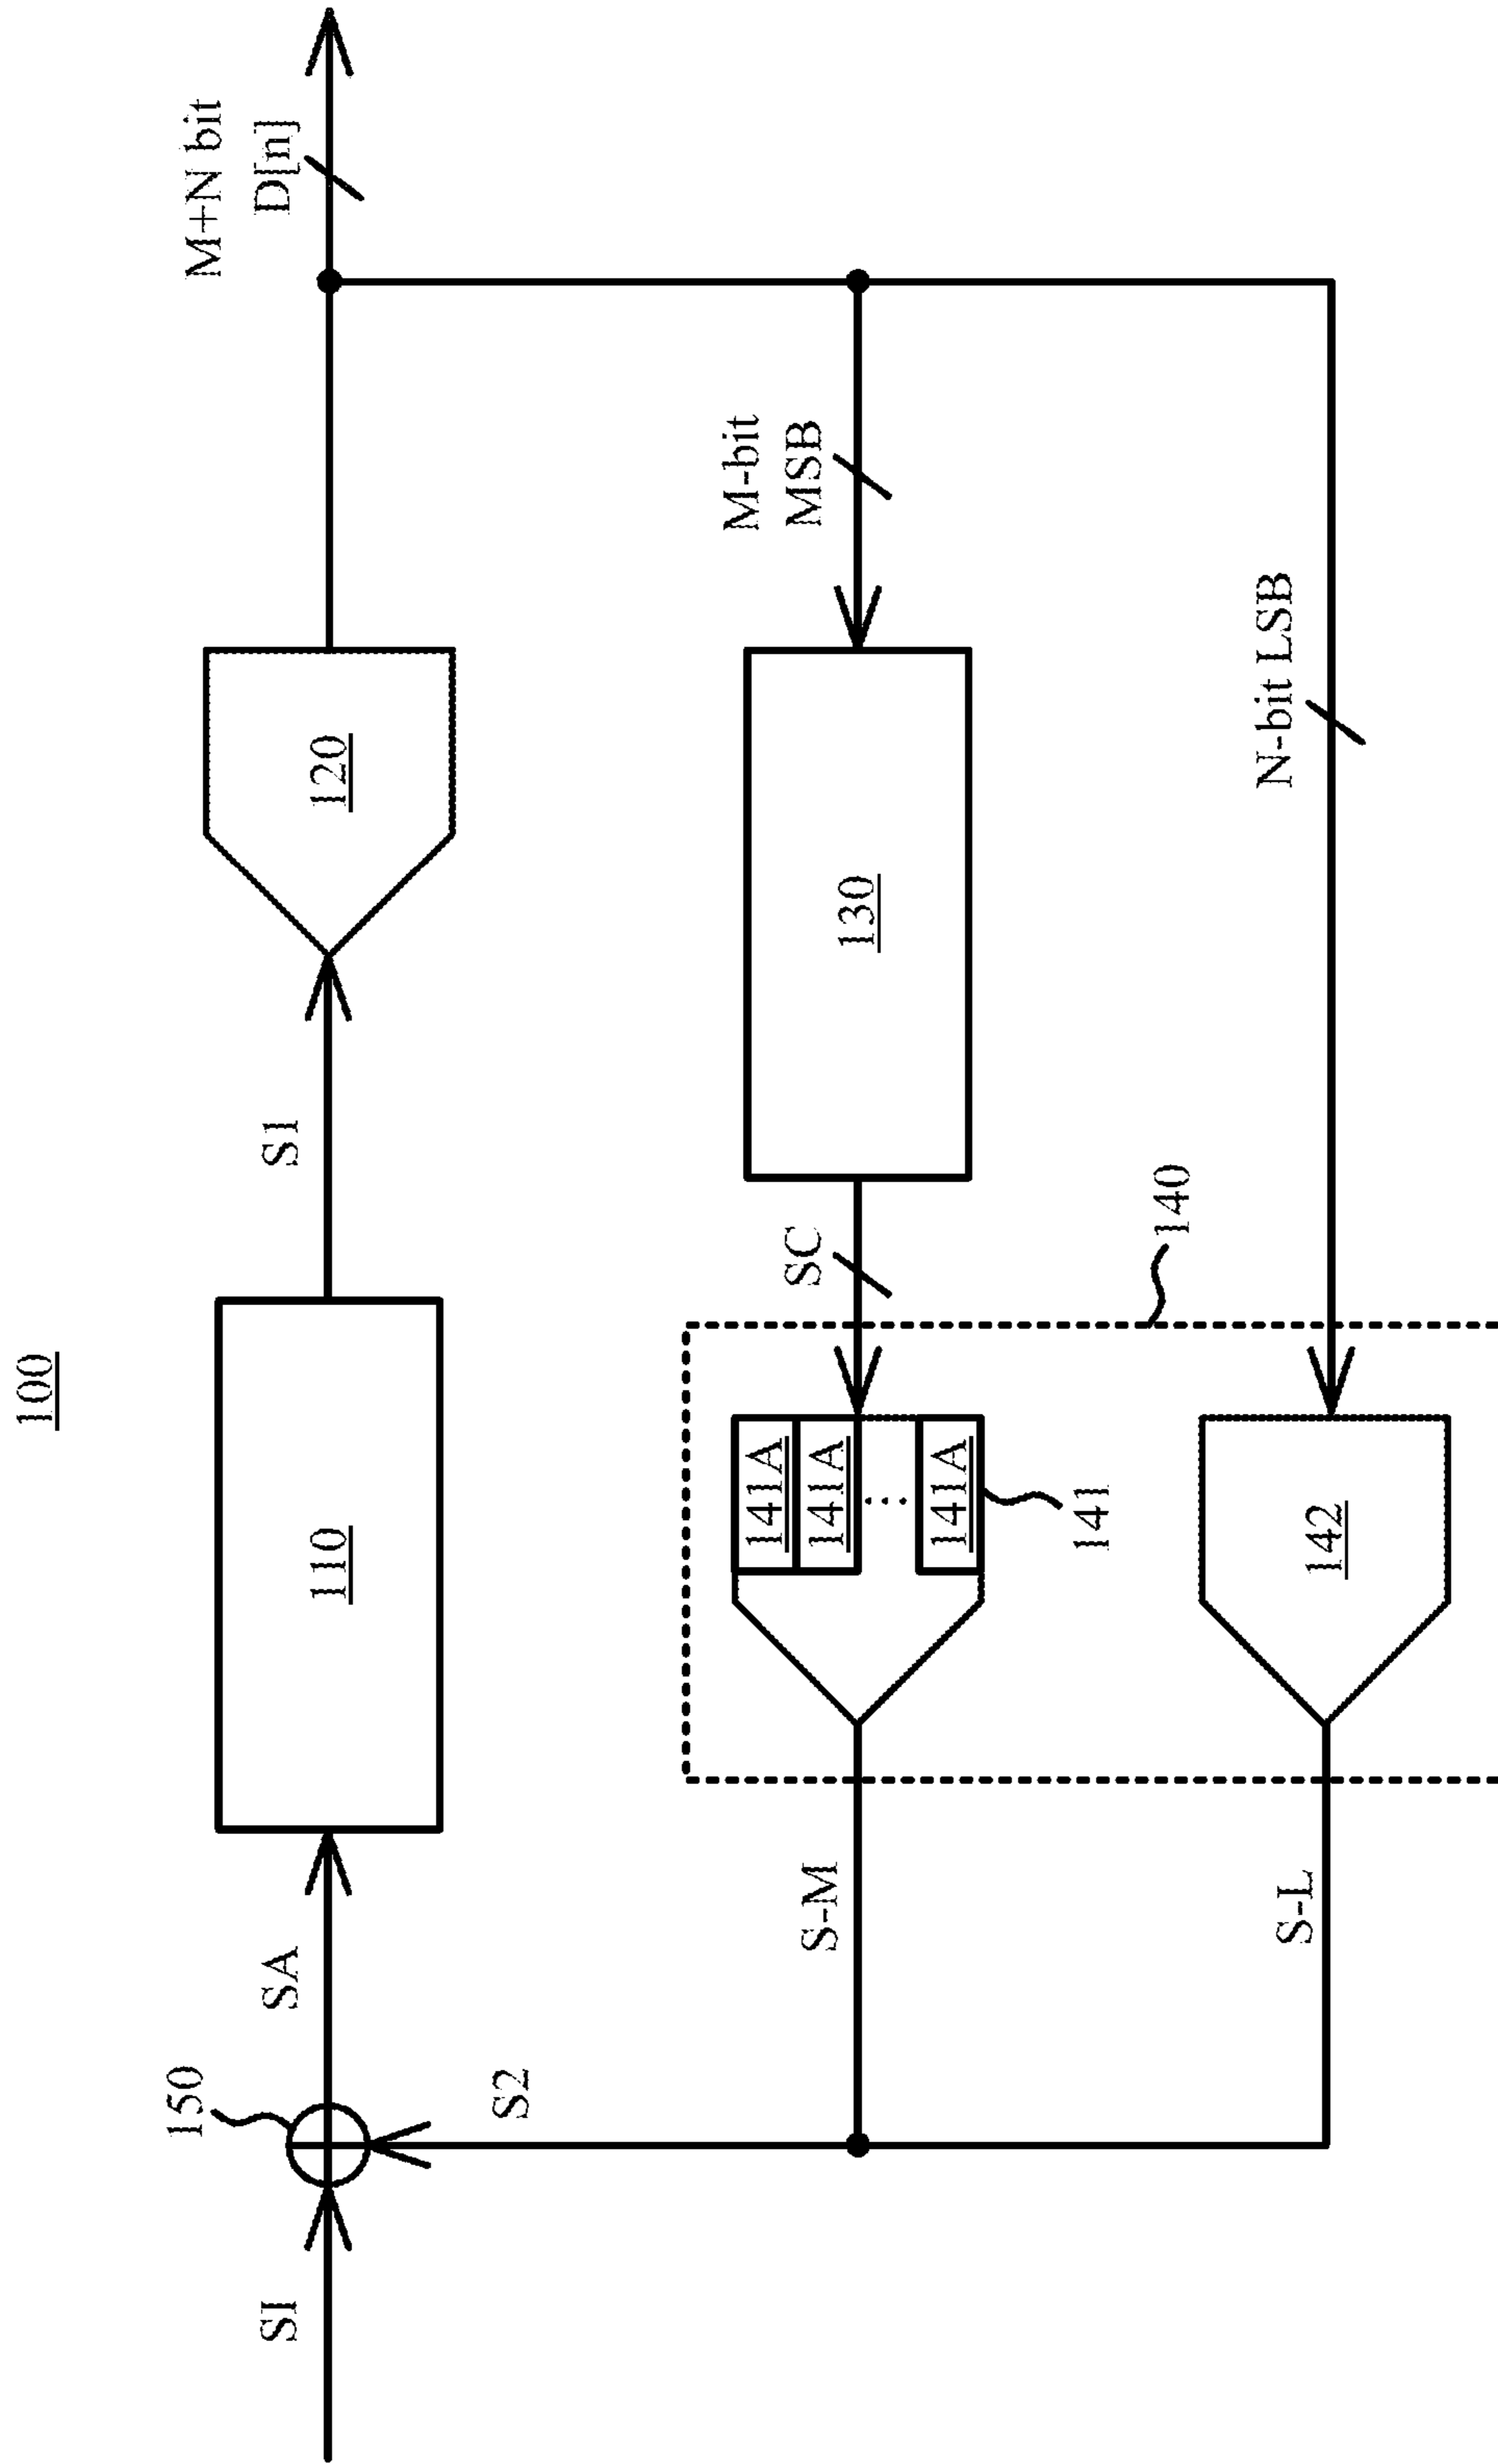 100
M+N bit
D[n]
150
SI
SA
110
S1
120
S2
S-M
141A
141A
...
141A
141
SC
130
M-bit
MSB
140
S-L
142
N-bit LSB